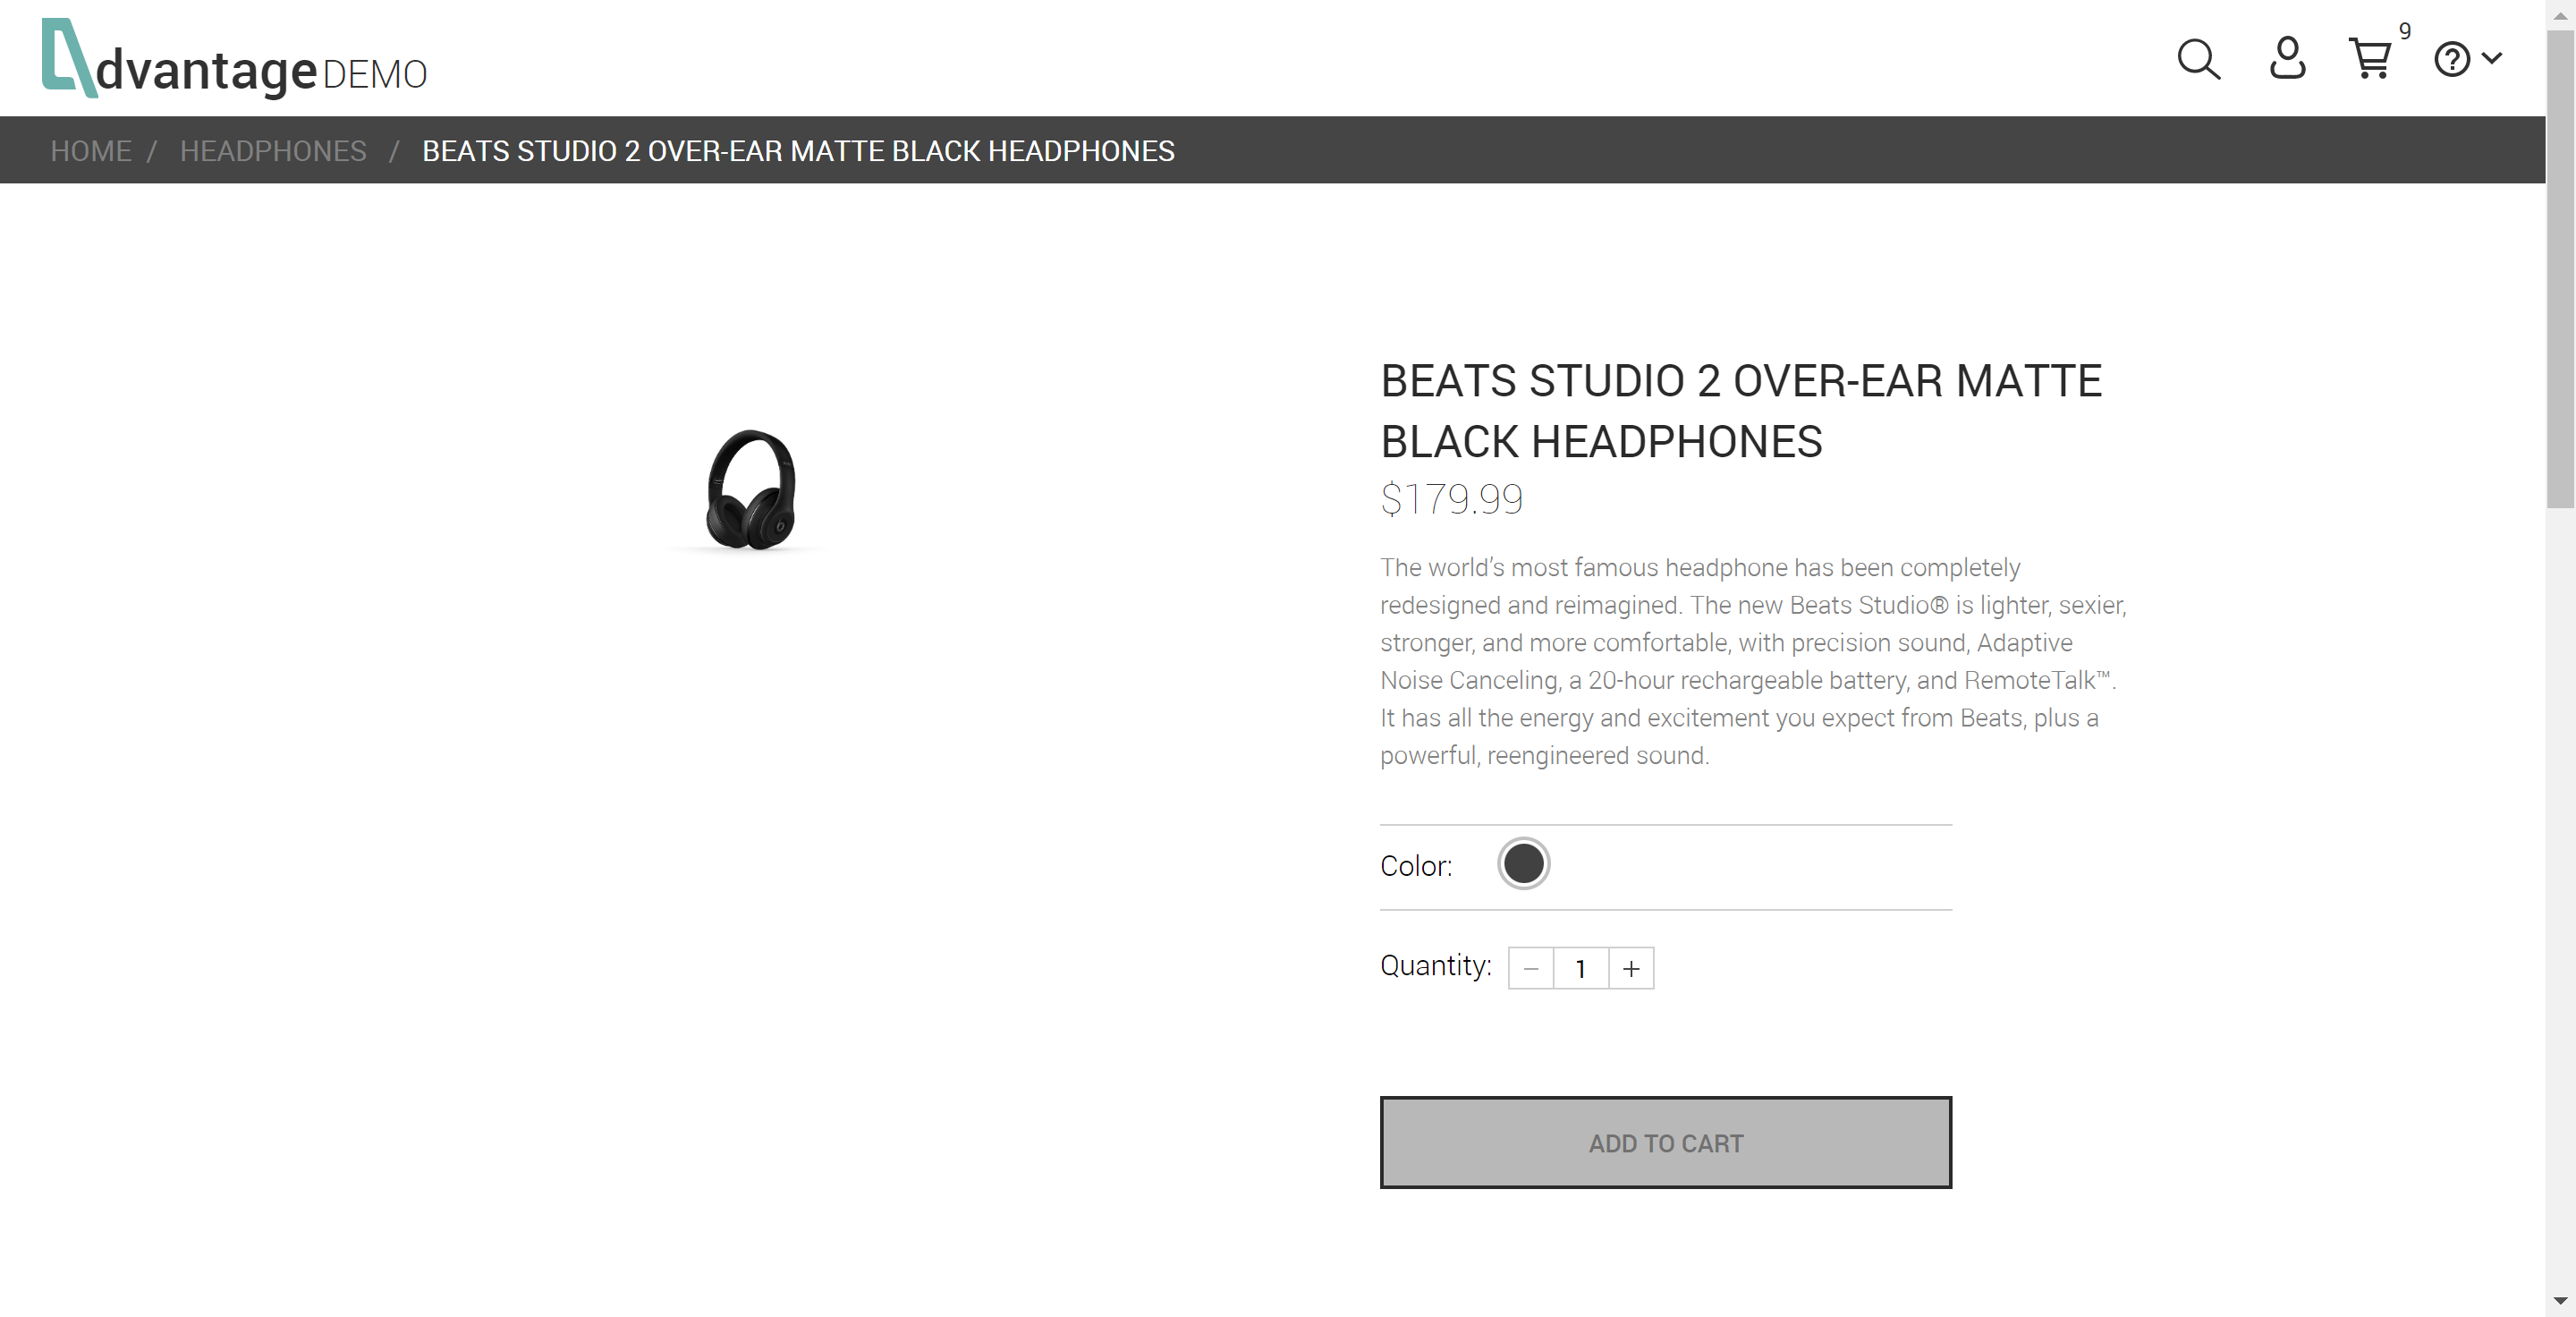 dvantage DEMO
9
HOME / HEADPHONES / BEATS STUDIO 2 OVER-EAR MATTE BLACK HEADPHONES
BEATS STUDIO 2 OVER-EAR MATTE
BLACK HEADPHONES
$179.99
The world’s most famous headphone has been completely
redesigned and reimagined. The new Beats Studio® is lighter, sexier,
stronger, and more comfortable, with precision sound, Adaptive
Noise Canceling, a 20-hour rechargeable battery, and RemoteTalk™.
It has all the energy and excitement you expect from Beats, plus a
powerful, reengineered sound.
Color:
Quantity: − 1 +
ADD TO CART